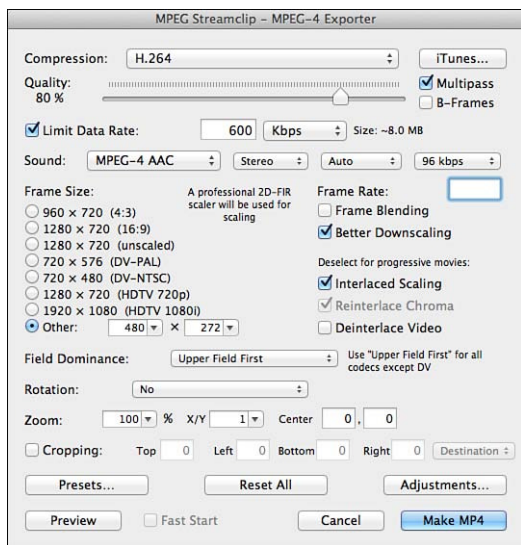 MPEG Streamclip – MPEG-4 Exporter
Compression: H.264 iTunes...
Quality: 80 %
Multipass
B-Frames
Limit Data Rate: 600 Kbps Size: ~8.0 MB
Sound: MPEG-4 AAC Stereo Auto 96 kbps
Frame Size:
A professional 2D-FIR
scaler will be used for
scaling
960 × 720 (4:3)
1280 × 720 (16:9)
1280 × 720 (unscaled)
720 × 576 (DV-PAL)
720 × 480 (DV-NTSC)
1280 × 720 (HDTV 720p)
1920 × 1080 (HDTV 1080i)
Other: 480 × 272
Frame Rate:
Frame Blending
Better Downscaling
Deselect for progressive movies:
Interlaced Scaling
Reinterlace Chroma
Deinterlace Video
Field Dominance: Upper Field First
Use "Upper Field First" for all
codecs except DV
Rotation: No
Zoom: 100 % X/Y 1 Center 0 , 0
Cropping: Top 0 Left 0 Bottom 0 Right 0 Destination
Presets... Reset All Adjustments...
Preview Fast Start Cancel Make MP4